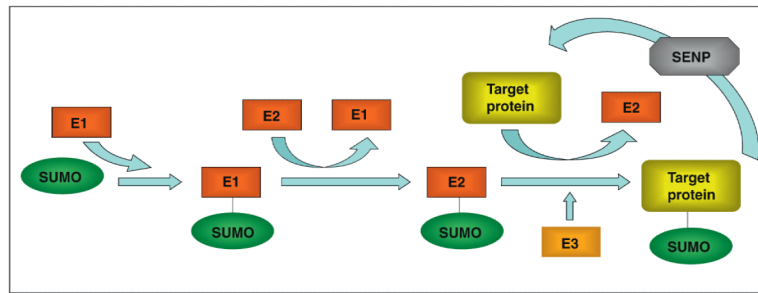 SENP
Target
protein
E1
E2
E1
E2
SUMO
E1
E2
Target
protein
SUMO
SUMO
E3
SUMO